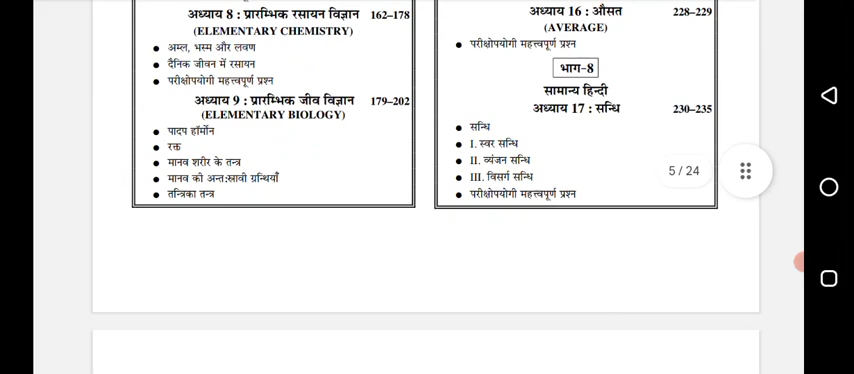 अध्याय 8 : प्रारम्भिक रसायन विज्ञान 162–178
(ELEMENTARY CHEMISTRY)
● अम्ल, भस्म और लवण
● दैनिक जीवन में रसायन
● परीक्षोपयोगी महत्त्वपूर्ण प्रश्न
अध्याय 9 : प्रारम्भिक जीव विज्ञान 179–202
(ELEMENTARY BIOLOGY)
● पादप हॉर्मोन
● रक्त
● मानव शरीर के तन्त्र
● मानव की अन्त:स्रावी ग्रन्थियाँ
● तन्त्रिका तन्त्र
अध्याय 16 : औसत 228–229
(AVERAGE)
● परीक्षोपयोगी महत्त्वपूर्ण प्रश्न
भाग-8
सामान्य हिन्दी
अध्याय 17 : सन्धि 230–235
● सन्धि
● I. स्वर सन्धि
● II. व्यंजन सन्धि
● III. विसर्ग सन्धि
● परीक्षोपयोगी महत्त्वपूर्ण प्रश्न
5 / 24